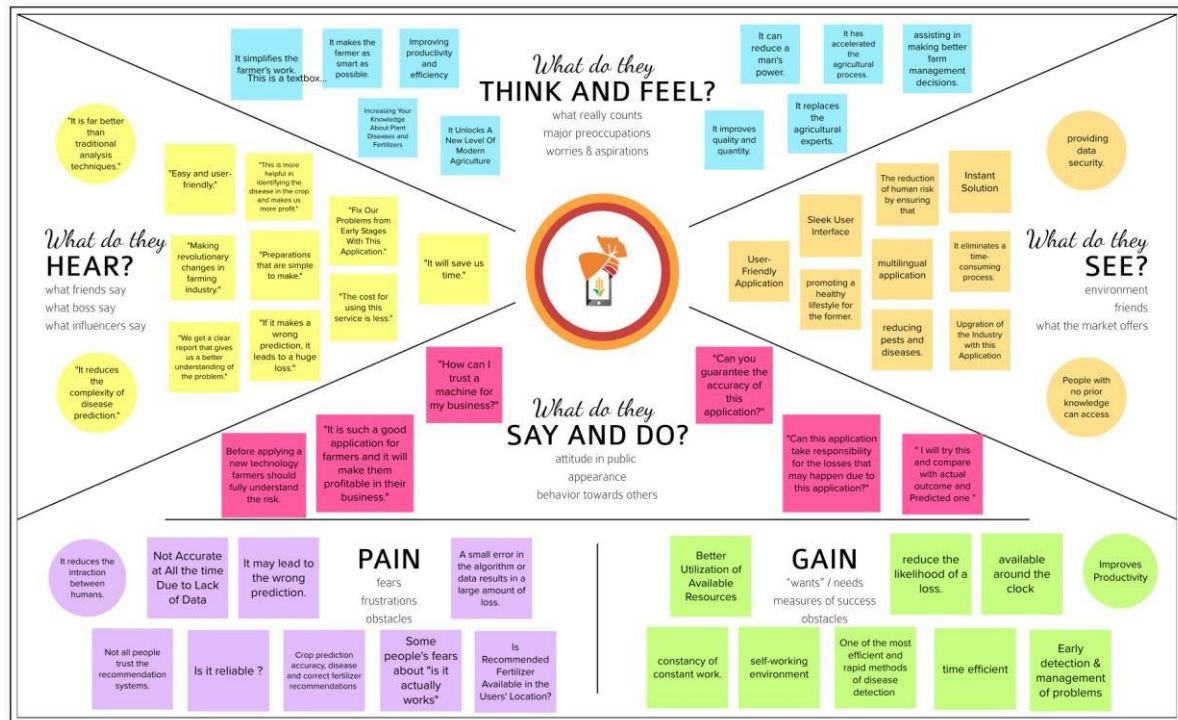 It simplifies the
farmer's work.
This is a textbox...
It makes the
farmer as
smart as
possible.
Improving
productivity
and
efficiency
Increasing Your
Knowledge
About Plant
Diseases and
Fertilizers
It Unlocks A
New Level Of
Modern
Agriculture
What do they
THINK AND FEEL?
what really counts
major preoccupations
worries & aspirations
It can
reduce a
man's
power.
It has
accelerated the
agricultural
process.
assisting in
making better
farm
management
decisions.
It improves
quality and
quantity.
It replaces
the
agricultural
experts.
"It is far better
than
traditional
analysis
techniques."
"Easy and user-
friendly."
"This is more
helpful in
identifying the
disease in the crop
and makes us
more profit."
"Fix Our
Problems from
Early Stages
With This
Application."
"It will save us
time."
What do they
HEAR?
what friends say
what boss say
what influencers say
"Making
revolutionary
changes in
farming
industry."
"Preparations
that are simple
to make."
"The cost for
using this
service is less."
"We get a clear
report that gives
us a better
understanding of
the problem."
"If it makes a
wrong
prediction, it
leads to a huge
loss."
"It reduces
the
complexity of
disease
prediction."
providing
data
security.
The reduction
of human risk
by ensuring
that
Instant
Solution
Sleek User
Interface
User-
Friendly
Application
multilingual
application
It eliminates a
time-
consuming
process.
promoting a
healthy
lifestyle for the
former.
reducing
pests and
diseases.
Upgration of
the Industry
with this
Application
What do they
SEE?
environment
friends
what the market offers
People with
no prior
knowledge
can access
"How can I
trust a
machine for
my business?"
"It is such a good
application for
farmers and it will
make them
profitable in their
business."
Before applying a
new technology
farmers should
fully understand
the risk.
What do they
SAY AND DO?
attitude in public
appearance
behavior towards others
"Can you
guarantee the
accuracy of
this
application?"
"Can this application
take responsibility
for the losses that
may happen due to
this application?"
" I will try this
and compare
with actual
outcome and
Predicted one "
It reduces the
intraction
between
humans.
Not Accurate
at All the time
Due to Lack
of Data
It may lead to
the wrong
prediction.
PAIN
fears
frustrations
obstacles
A small error in
the algorithm or
data results in a
large amount of
loss.
Not all people
trust the
recommendation
systems.
Is it reliable ?
Crop prediction
accuracy, disease
and correct fertilizer
recommendations
Some
people's fears
about "is it
actually
works"
Is
Recommended
Fertilizer
Available in the
Users' Location?
Better
Utilization of
Available
Resources
GAIN
"wants" / needs
measures of success
obstacles
reduce the
likelihood of a
loss.
available
around the
clock
Improves
Productivity
constancy of
constant work.
self-working
environment
One of the most
efficient and
rapid methods
of disease
detection
time efficient
Early
detection &
management
of problems